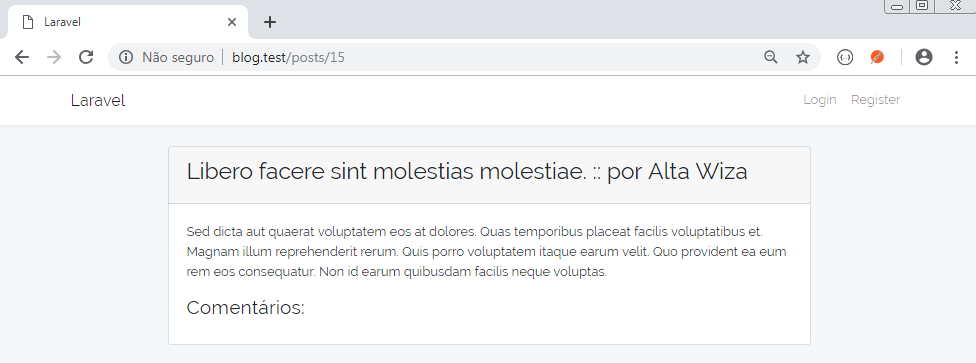 Laravel
Não seguro | blog.test/posts/15
Laravel
Login Register
Libero facere sint molestias molestiae. :: por Alta Wiza
Sed dicta aut quaerat voluptatem eos at dolores. Quas temporibus placeat facilis voluptatibus et.
Magnam illum reprehenderit rerum. Quis porro voluptatem itaque earum velit. Quo provident ea eum
rem eos consequatur. Non id earum quibusdam facilis neque voluptas.
Comentários: